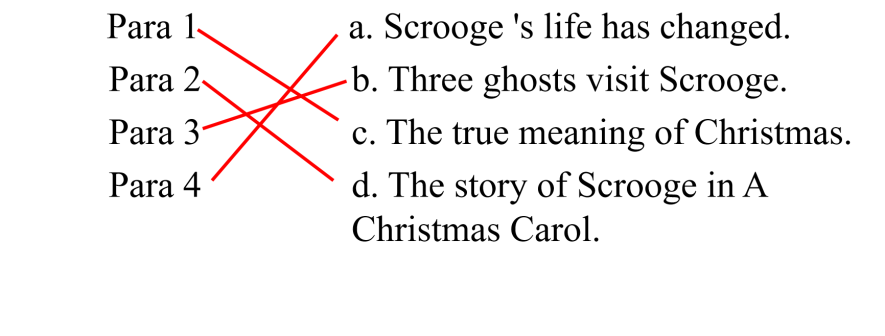 Para 1 a. Scrooge 's life has changed.
Para 2 b. Three ghosts visit Scrooge.
Para 3 c. The true meaning of Christmas.
Para 4 d. The story of Scrooge in A
Christmas Carol.